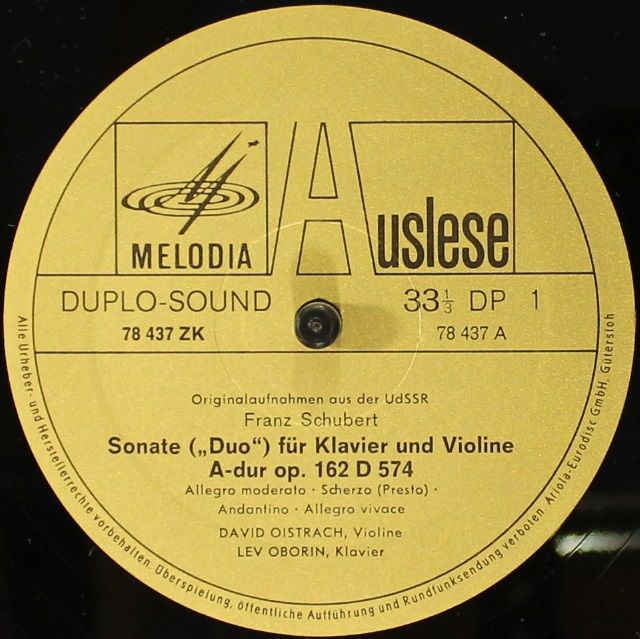 MELODIA
Auslese
DUPLO-SOUND
33 1/3 DP 1
78 437 ZK
78 437 A
Originalaufnahmen aus der UdSSR
Franz Schubert
Sonate („Duo“) für Klavier und Violine
A-dur op. 162 D 574
Allegro moderato · Scherzo (Presto) ·
Andantino · Allegro vivace
DAVID OISTRACH, Violine
LEV OBORIN, Klavier
Alle Urheber- und Herstellerrechte vorbehalten. Überspielung, öffentliche Aufführung und Rundfunksendung verboten. Ariola-Eurodisc GmbH, Gütersloh